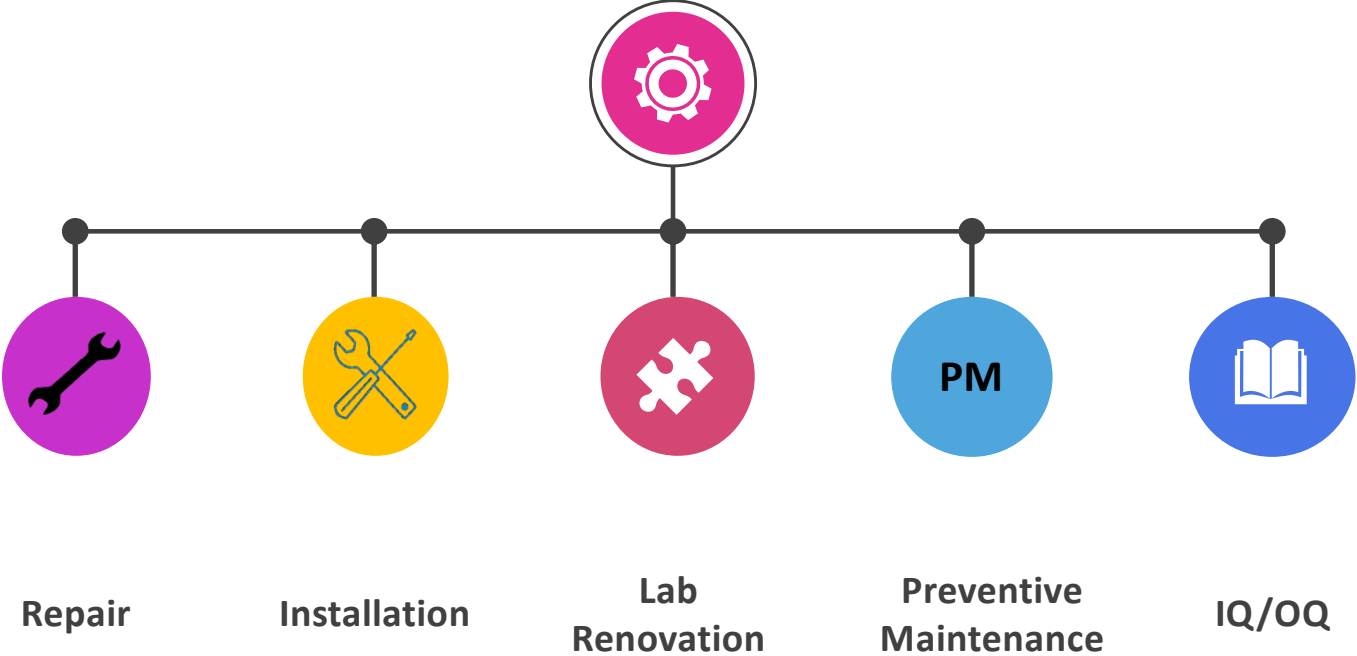 PM
Repair
Installation
Lab
Renovation
Preventive
Maintenance
IQ/OQ